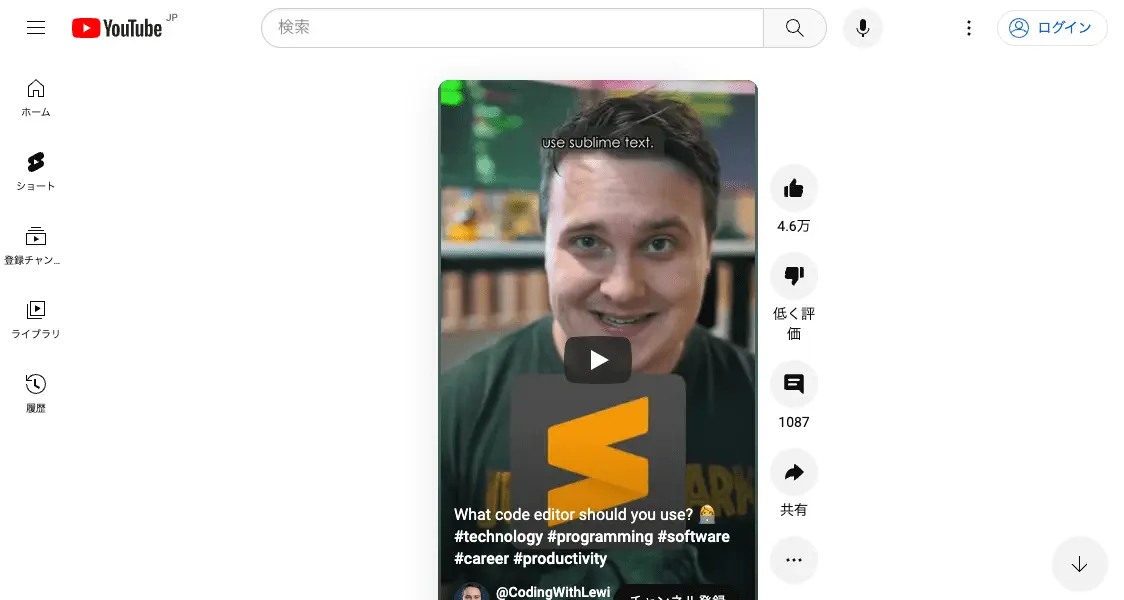 YouTube JP
検索
ログイン
ホーム
ショート
登録チャン...
ライブラリ
履歴
use sublime text.
What code editor should you use? 🧑‍💻
#technology #programming #software
#career #productivity
@CodingWithLewi
チャンネル登録
4.6万
低く評
価
1087
共有